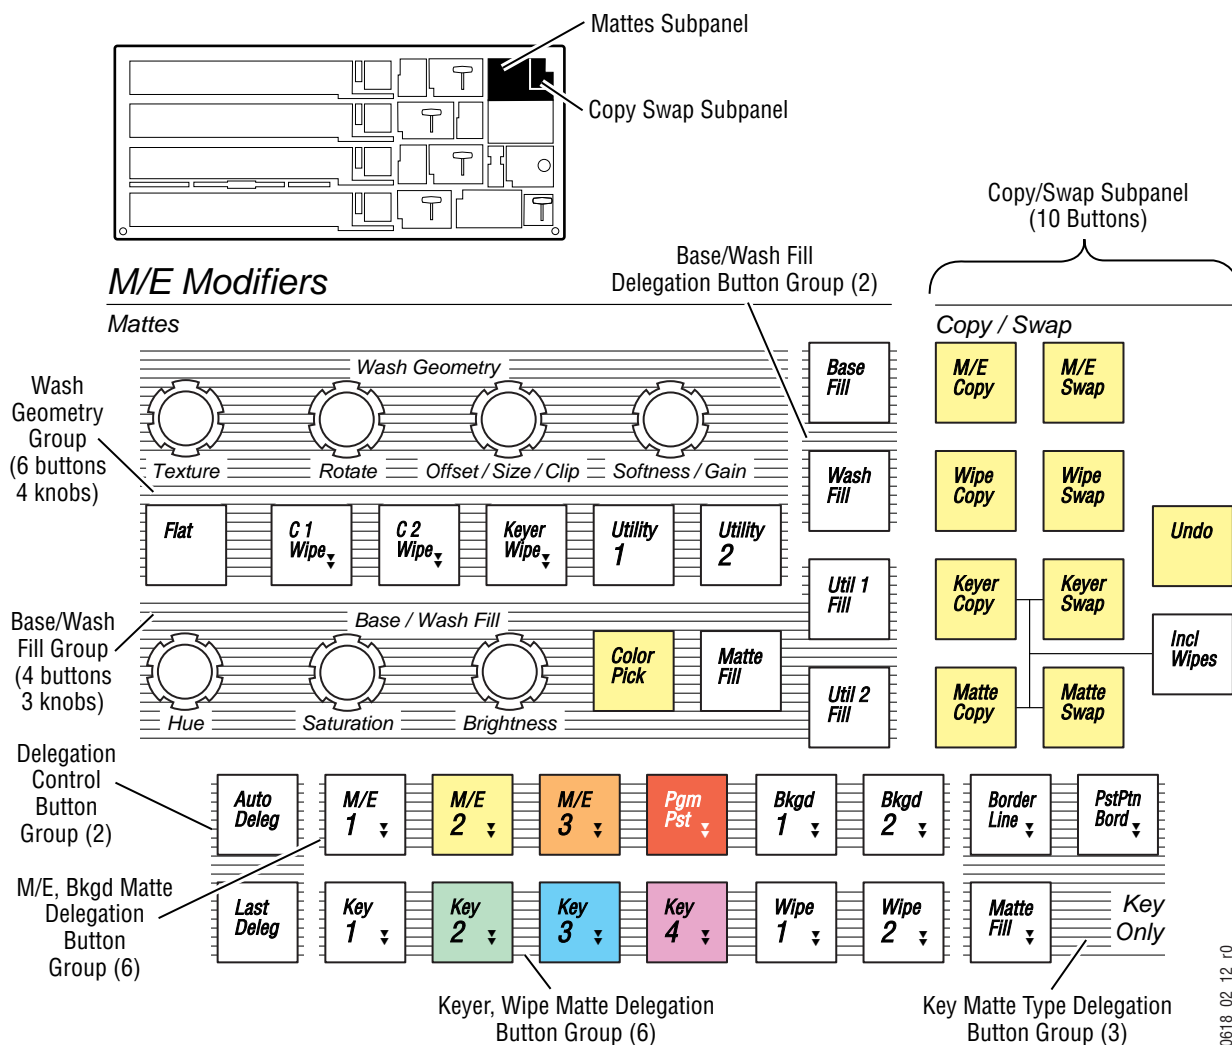 Mattes Subpanel
Copy Swap Subpanel
Copy/Swap Subpanel
(10 Buttons)
Base/Wash Fill
Delegation Button Group (2)
M/E Modifiers
Mattes
Copy / Swap
Wash Geometry
Base
Fill
M/E
Copy
M/E
Swap
Wash
Geometry
Group
(6 buttons
4 knobs)
Texture
Rotate
Offset / Size / Clip
Softness / Gain
Wash
Fill
Wipe
Copy
Wipe
Swap
Flat
C 1
Wipe
C 2
Wipe
Keyer
Wipe
Utility
1
Utility
2
Undo
Util 1
Fill
Keyer
Copy
Keyer
Swap
Base/Wash
Fill Group
(4 buttons
3 knobs)
Base / Wash Fill
Color
Pick
Matte
Fill
Incl
Wipes
Util 2
Fill
Matte
Copy
Matte
Swap
Hue
Saturation
Brightness
Delegation
Control
Button
Group (2)
Auto
Deleg
M/E
1
M/E
2
M/E
3
Pgm
Pst
Bkgd
1
Bkgd
2
Border
Line
PstPtn
Bord
M/E, Bkgd Matte
Delegation
Button
Group (6)
Last
Deleg
Key
1
Key
2
Key
3
Key
4
Wipe
1
Wipe
2
Matte
Fill
Key
Only
Keyer, Wipe Matte Delegation
Button Group (6)
Key Matte Type Delegation
Button Group (3)
0618_02_12_r0